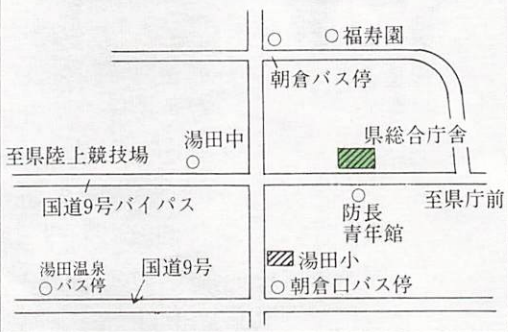 福寿園
朝倉バス停
県総合庁舎
湯田中
至県陸上競技場
国道9号バイパス
至県庁前
防長
青年館
湯田温泉
バス停
国道9号
湯田小
朝倉口バス停